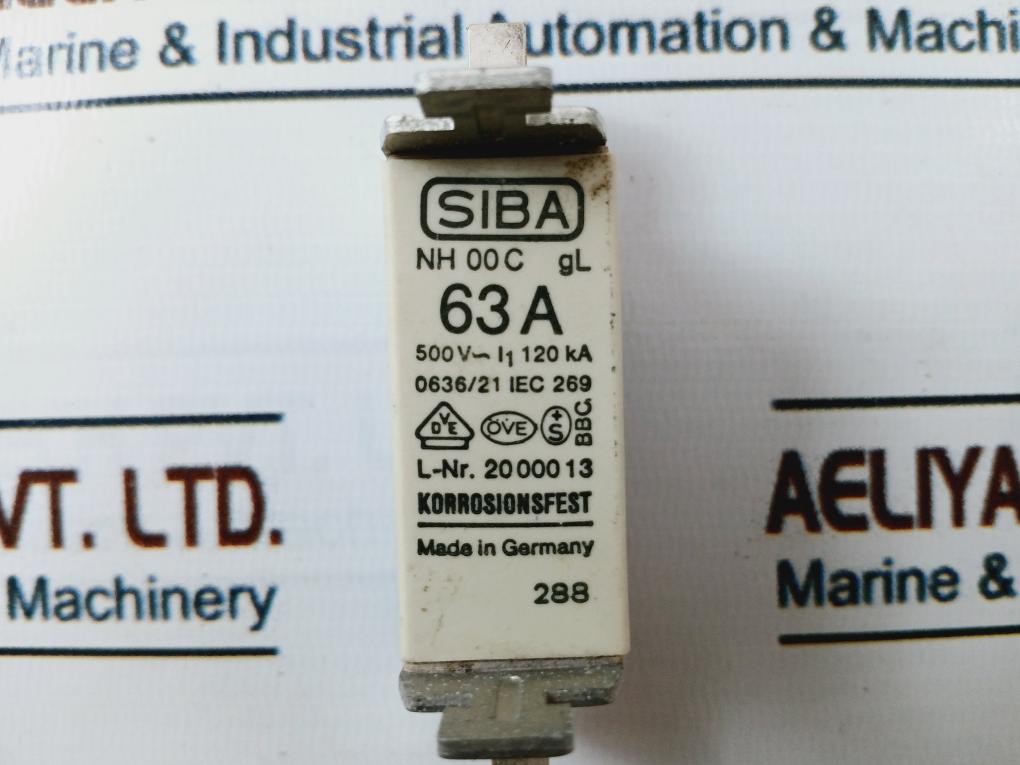 Marine & Industrial Automation & Machi
SIBA
NH 00C gL
63 A
500 V~ I1 120 kA
0636/21 IEC 269
DVE ÖVE +S BBC
L-Nr. 20 000 13
KORROSIONSFEST
Made in Germany
288
VT. LTD.
Machinery
AELIYA
Marine &